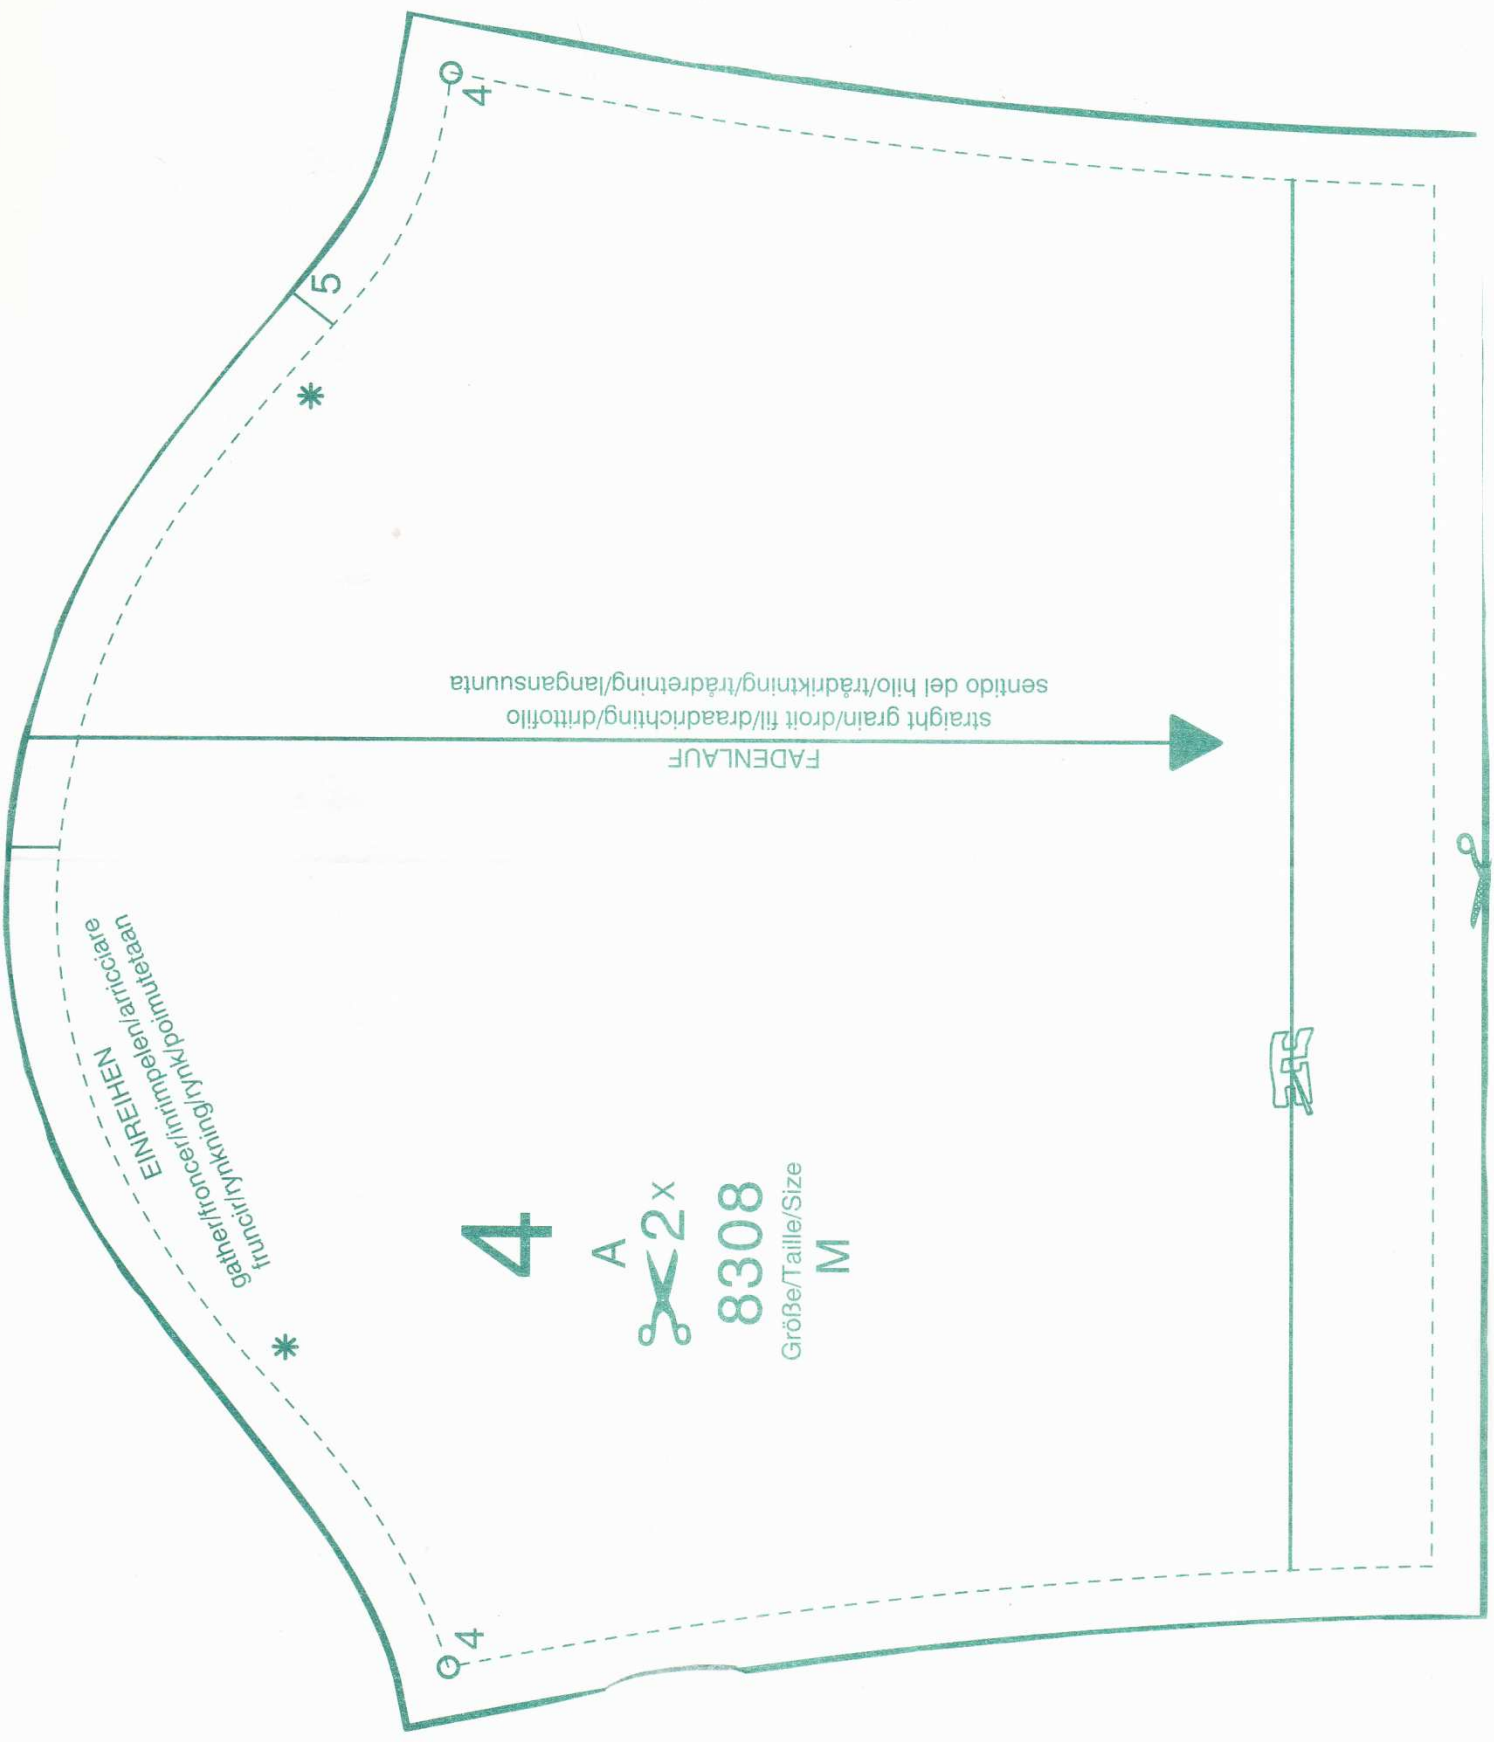 4
5
sentido del hilo/trådriktning/trådretning/langansuunta
straight grain/droit fil/draadrichting/drittofilo
FADENLAUF
EINREIHEN
gather/froncer/inrimpelen/arricciare
fruncir/rynkning/rynk/poimutetaan
4
A
2x
8308
Größe/Taille/Size
M
4